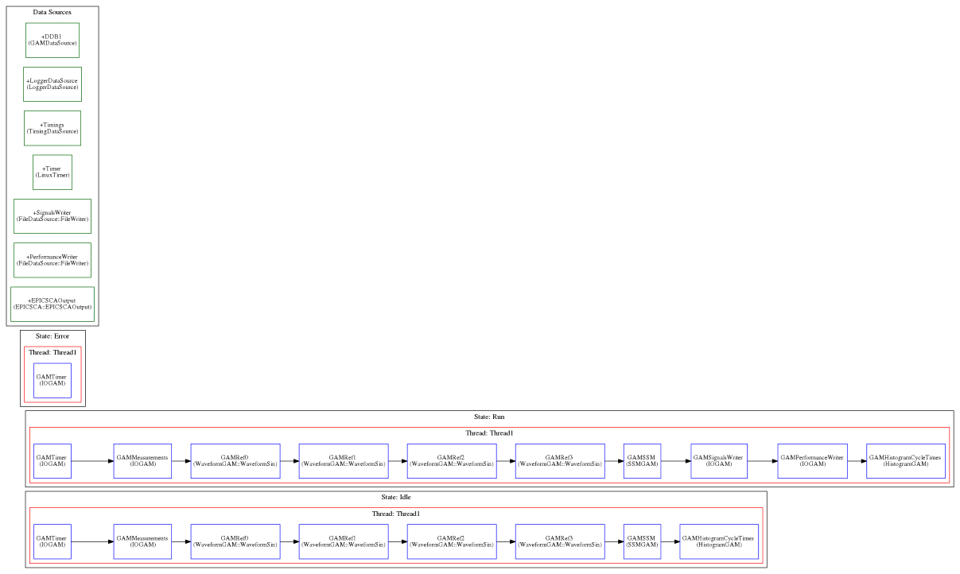 Data Sources
+DDB1
(GAMDataSource)
+LoggerDataSource
(LoggerDataSource)
+Timings
(TimingDataSource)
+Timer
(LinuxTimer)
+SignalsWriter
(FileDataSource::FileWriter)
+PerformanceWriter
(FileDataSource::FileWriter)
+EPICSCAOutput
(EPICSCA::EPICSCAOutput)
State: Error
Thread: Thread1
GAMTimer
(IOGAM)
State: Run
Thread: Thread1
GAMTimer
(IOGAM)
GAMMeasurements
(IOGAM)
GAMRef0
(WaveformGAM::WaveformSin)
GAMRef1
(WaveformGAM::WaveformSin)
GAMRef2
(WaveformGAM::WaveformSin)
GAMRef3
(WaveformGAM::WaveformSin)
GAMSSM
(SSMGAM)
GAMSignalsWriter
(IOGAM)
GAMPerformanceWriter
(IOGAM)
GAMHistogramCycleTimes
(HistogramGAM)
State: Idle
Thread: Thread1
GAMTimer
(IOGAM)
GAMMeasurements
(IOGAM)
GAMRef0
(WaveformGAM::WaveformSin)
GAMRef1
(WaveformGAM::WaveformSin)
GAMRef2
(WaveformGAM::WaveformSin)
GAMRef3
(WaveformGAM::WaveformSin)
GAMSSM
(SSMGAM)
GAMHistogramCycleTimes
(HistogramGAM)